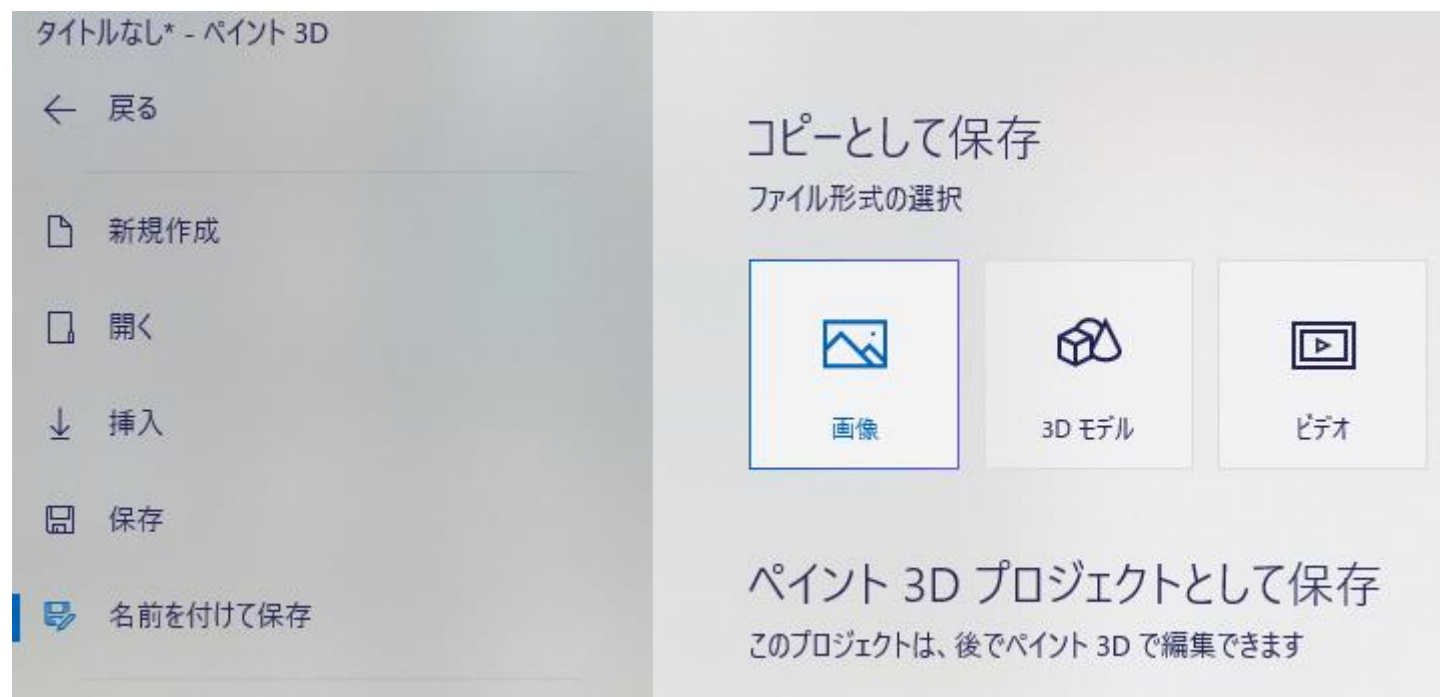 タイトルなし* - ペイント 3D
戻る
新規作成
開く
挿入
保存
名前を付けて保存
コピーとして保存
ファイル形式の選択
画像
3D モデル
ビデオ
ペイント 3D プロジェクトとして保存
このプロジェクトは、後でペイント 3D で編集できます